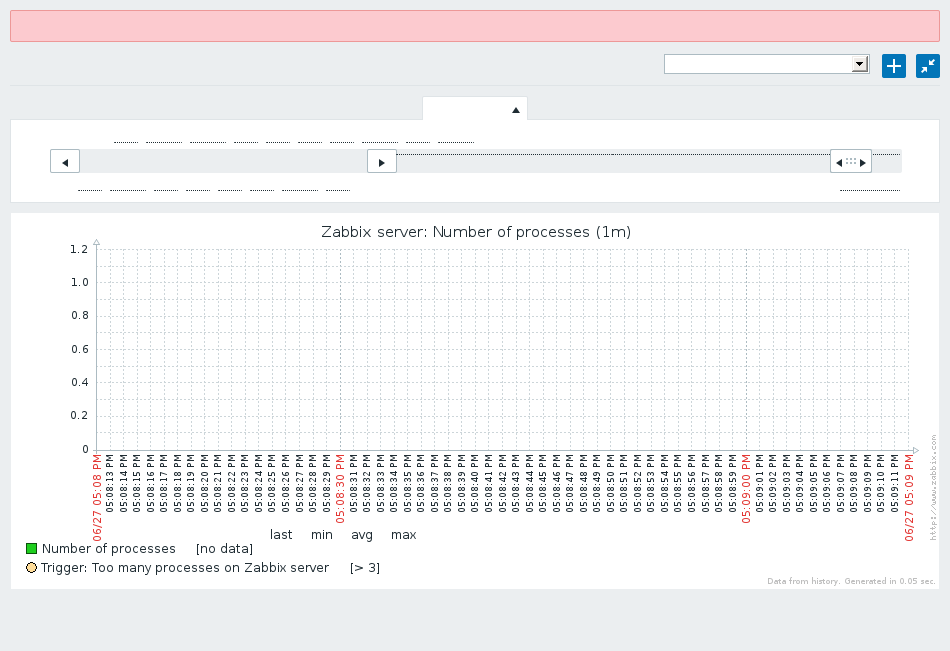 Zabbix server: Number of processes (1m)
1.2
1.0
0.8
0.6
0.4
0.2
0
06/27 05:08 PM
05:08:13 PM
05:08:14 PM
05:08:15 PM
05:08:16 PM
05:08:17 PM
05:08:18 PM
05:08:19 PM
05:08:20 PM
05:08:21 PM
05:08:22 PM
05:08:23 PM
05:08:24 PM
05:08:25 PM
05:08:26 PM
05:08:27 PM
05:08:28 PM
05:08:29 PM
05:08:30 PM
05:08:31 PM
05:08:32 PM
05:08:33 PM
05:08:34 PM
05:08:35 PM
05:08:36 PM
05:08:37 PM
05:08:38 PM
05:08:39 PM
05:08:40 PM
05:08:41 PM
05:08:42 PM
05:08:43 PM
05:08:44 PM
05:08:45 PM
05:08:46 PM
05:08:47 PM
05:08:48 PM
05:08:49 PM
05:08:50 PM
05:08:51 PM
05:08:52 PM
05:08:53 PM
05:08:54 PM
05:08:55 PM
05:08:56 PM
05:08:57 PM
05:08:58 PM
05:08:59 PM
05:09:00 PM
05:09:01 PM
05:09:02 PM
05:09:03 PM
05:09:04 PM
05:09:05 PM
05:09:06 PM
05:09:07 PM
05:09:08 PM
05:09:09 PM
05:09:10 PM
05:09:11 PM
06/27 05:09 PM
http://www.zabbix.com
last min avg max
Number of processes [no data]
Trigger: Too many processes on Zabbix server [> 3]
Data from history. Generated in 0.05 sec.